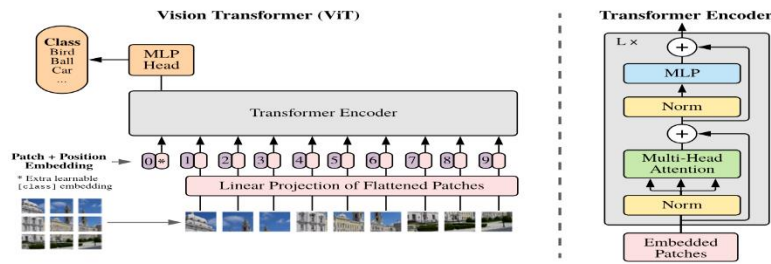 Vision Transformer (ViT)
Class
Bird
Ball
Car
...
MLP
Head
Transformer Encoder
Patch + Position
Embedding
0 * 1 2 3 4 5 6 7 8 9
* Extra learnable
[class] embedding
Linear Projection of Flattened Patches
Transformer Encoder
L ×
+
MLP
Norm
+
Multi-Head
Attention
Norm
Embedded
Patches